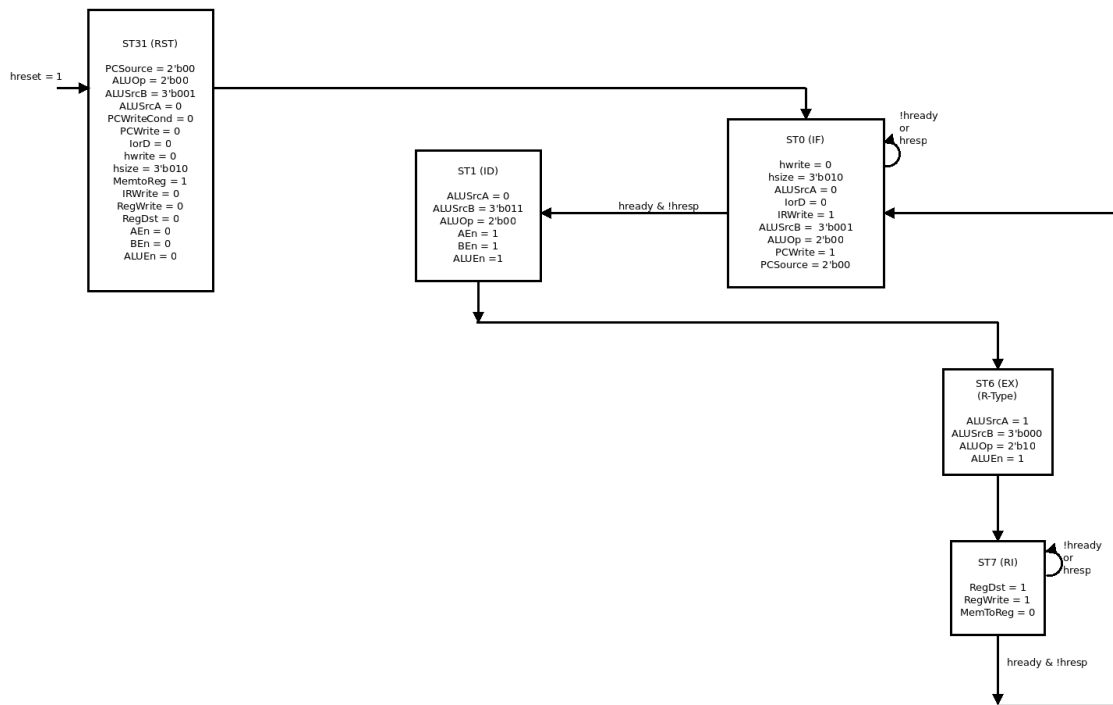 hreset = 1
ST31 (RST)
PCSource = 2'b00
ALUOp = 2'b00
ALUSrcB = 3'b001
ALUSrcA = 0
PCWriteCond = 0
PCWrite = 0
IorD = 0
hwrite = 0
hsize = 3'b010
MemtoReg = 1
IRWrite = 0
RegWrite = 0
RegDst = 0
AEn = 0
BEn = 0
ALUEn = 0
ST1 (ID)
ALUSrcA = 0
ALUSrcB = 3'b011
ALUOp = 2'b00
AEn = 1
BEn = 1
ALUEn =1
hready & !hresp
ST0 (IF)
hwrite = 0
hsize = 3'b010
ALUSrcA = 0
IorD = 0
IRWrite = 1
ALUSrcB = 3'b001
ALUOp = 2'b00
PCWrite = 1
PCSource = 2'b00
!hready
or
hresp
ST6 (EX)
(R-Type)
ALUSrcA = 1
ALUSrcB = 3'b000
ALUOp = 2'b10
ALUEn = 1
ST7 (RI)
RegDst = 1
RegWrite = 1
MemToReg = 0
!hready
or
hresp
hready & !hresp